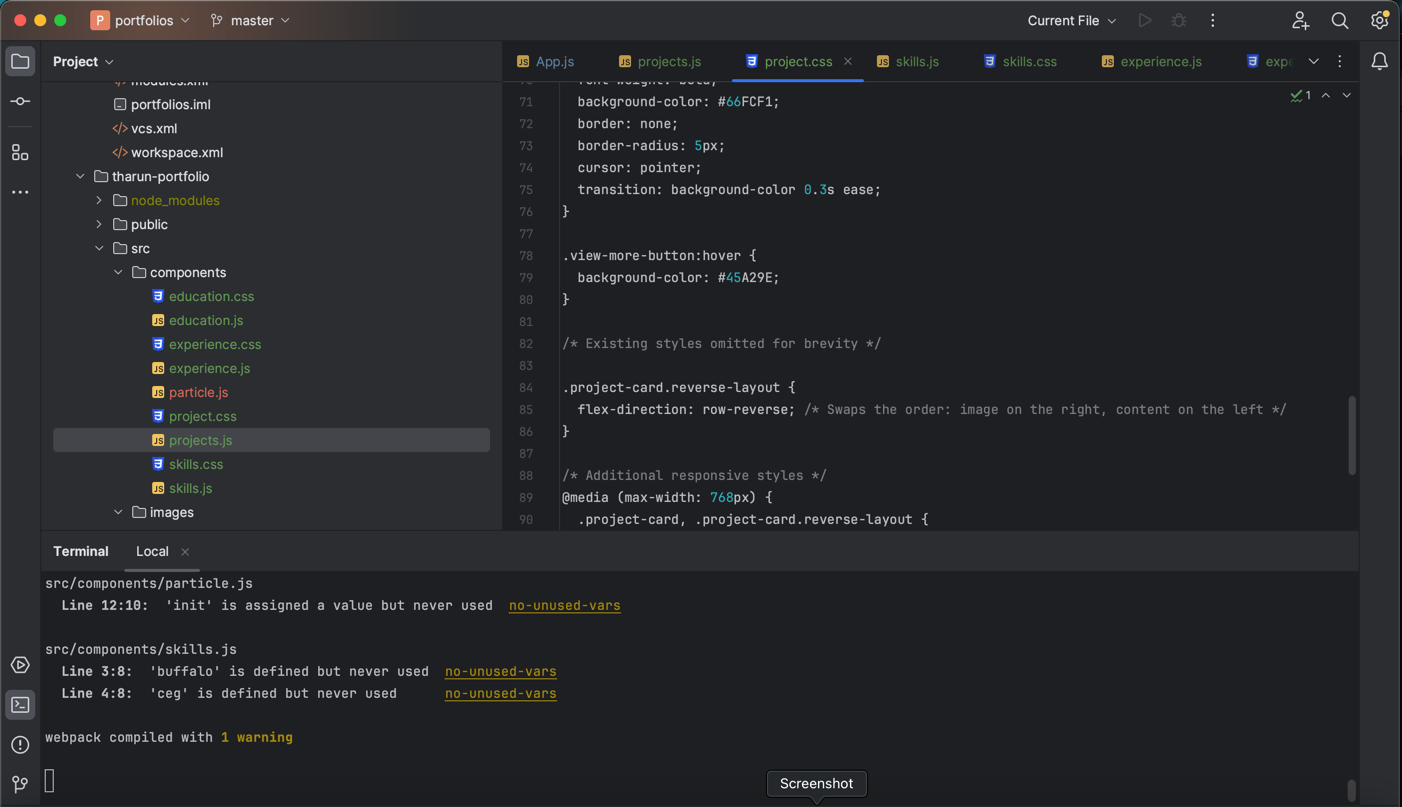 P portfolios master Current File
Project
modules.xml
portfolios.iml
vcs.xml
workspace.xml
tharun-portfolio
node_modules
public
src
components
education.css
education.js
experience.css
experience.js
particle.js
project.css
projects.js
skills.css
skills.js
images
App.js projects.js project.css skills.js skills.css experience.js expe
1
70 font-weight: bold;
71 background-color: #66FCF1;
72 border: none;
73 border-radius: 5px;
74 cursor: pointer;
75 transition: background-color 0.3s ease;
76 }
77
78 .view-more-button:hover {
79 background-color: #45A29E;
80 }
81
82 /* Existing styles omitted for brevity */
83
84 .project-card.reverse-layout {
85 flex-direction: row-reverse; /* Swaps the order: image on the right, content on the left */
86 }
87
88 /* Additional responsive styles */
89 @media (max-width: 768px) {
90 .project-card, .project-card.reverse-layout {
Terminal Local
src/components/particle.js
Line 12:10: 'init' is assigned a value but never used no-unused-vars
src/components/skills.js
Line 3:8: 'buffalo' is defined but never used no-unused-vars
Line 4:8: 'ceg' is defined but never used no-unused-vars
webpack compiled with 1 warning
Screenshot